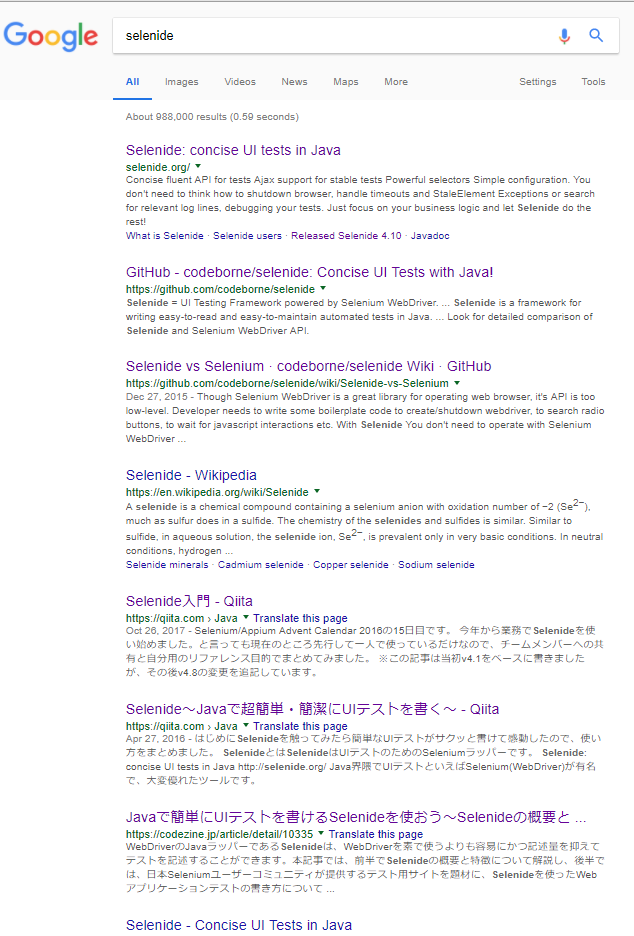 Google
selenide
All Images Videos News Maps More Settings Tools
About 988,000 results (0.59 seconds)
Selenide: concise UI tests in Java
selenide.org/
Concise fluent API for tests Ajax support for stable tests Powerful selectors Simple configuration. You
don't need to think how to shutdown browser, handle timeouts and StaleElement Exceptions or search
for relevant log lines, debugging your tests. Just focus on your business logic and let Selenide do the
rest!
What is Selenide · Selenide users · Released Selenide 4.10 · Javadoc
GitHub - codeborne/selenide: Concise UI Tests with Java!
https://github.com/codeborne/selenide
Selenide = UI Testing Framework powered by Selenium WebDriver. ... Selenide is a framework for
writing easy-to-read and easy-to-maintain automated tests in Java. ... Look for detailed comparison of
Selenide and Selenium WebDriver API.
Selenide vs Selenium · codeborne/selenide Wiki · GitHub
https://github.com/codeborne/selenide/wiki/Selenide-vs-Selenium
Dec 27, 2015 - Though Selenium WebDriver is a great library for operating web browser, it's API is too
low-level. Developer needs to write some boilerplate code to create/shutdown webdriver, to search radio
buttons, to wait for javascript interactions etc. With Selenide You don't need to operate with Selenium
WebDriver ...
Selenide - Wikipedia
https://en.wikipedia.org/wiki/Selenide
A selenide is a chemical compound containing a selenium anion with oxidation number of −2 (Se2−),
much as sulfur does in a sulfide. The chemistry of the selenides and sulfides is similar. Similar to
sulfide, in aqueous solution, the selenide ion, Se2−, is prevalent only in very basic conditions. In neutral
conditions, hydrogen ...
Selenide minerals · Cadmium selenide · Copper selenide · Sodium selenide
Selenide入門 - Qiita
https://qiita.com › Java Translate this page
Oct 26, 2017 - Selenium/Appium Advent Calendar 2016の15日目です。 今年から業務でSelenideを使
い始めました。と言っても現在のところ先行して一人で使っているだけなので、チームメンバーへの共
有と自分用のリファレンス目的でまとめてみました。 ※この記事は当初v4.1をベースに書きました
が、その後v4.8の変更を追記しています。
Selenide～Javaで超簡単・簡潔にUIテストを書く～ - Qiita
https://qiita.com › Java Translate this page
Apr 27, 2016 - はじめにSelenideを触ってみたら簡単なUIテストがサクッと書けて感動したので、使い
方をまとめました。 SelenideとはSelenideはUIテストのためのSeleniumラッパーです。 Selenide:
concise UI tests in Java http://selenide.org/ Java界隈でUIテストといえばSelenium(WebDriver)が有名
で、大変優れたツールです。
Javaで簡単にUIテストを書けるSelenideを使おう～Selenideの概要と ...
https://codezine.jp/article/detail/10335 Translate this page
WebDriverのJavaラッパーであるSelenideは、WebDriverを素で使うよりも容易にかつ記述量を抑えて
テストを記述することができます。本記事では、前半でSelenideの概要と特徴について解説し、後半で
は、日本Seleniumユーザーコミュニティが提供するテスト用サイトを題材に、Selenideを使ったWeb
アプリケーションテストの書き方について ...
Selenide - Concise UI Tests in Java